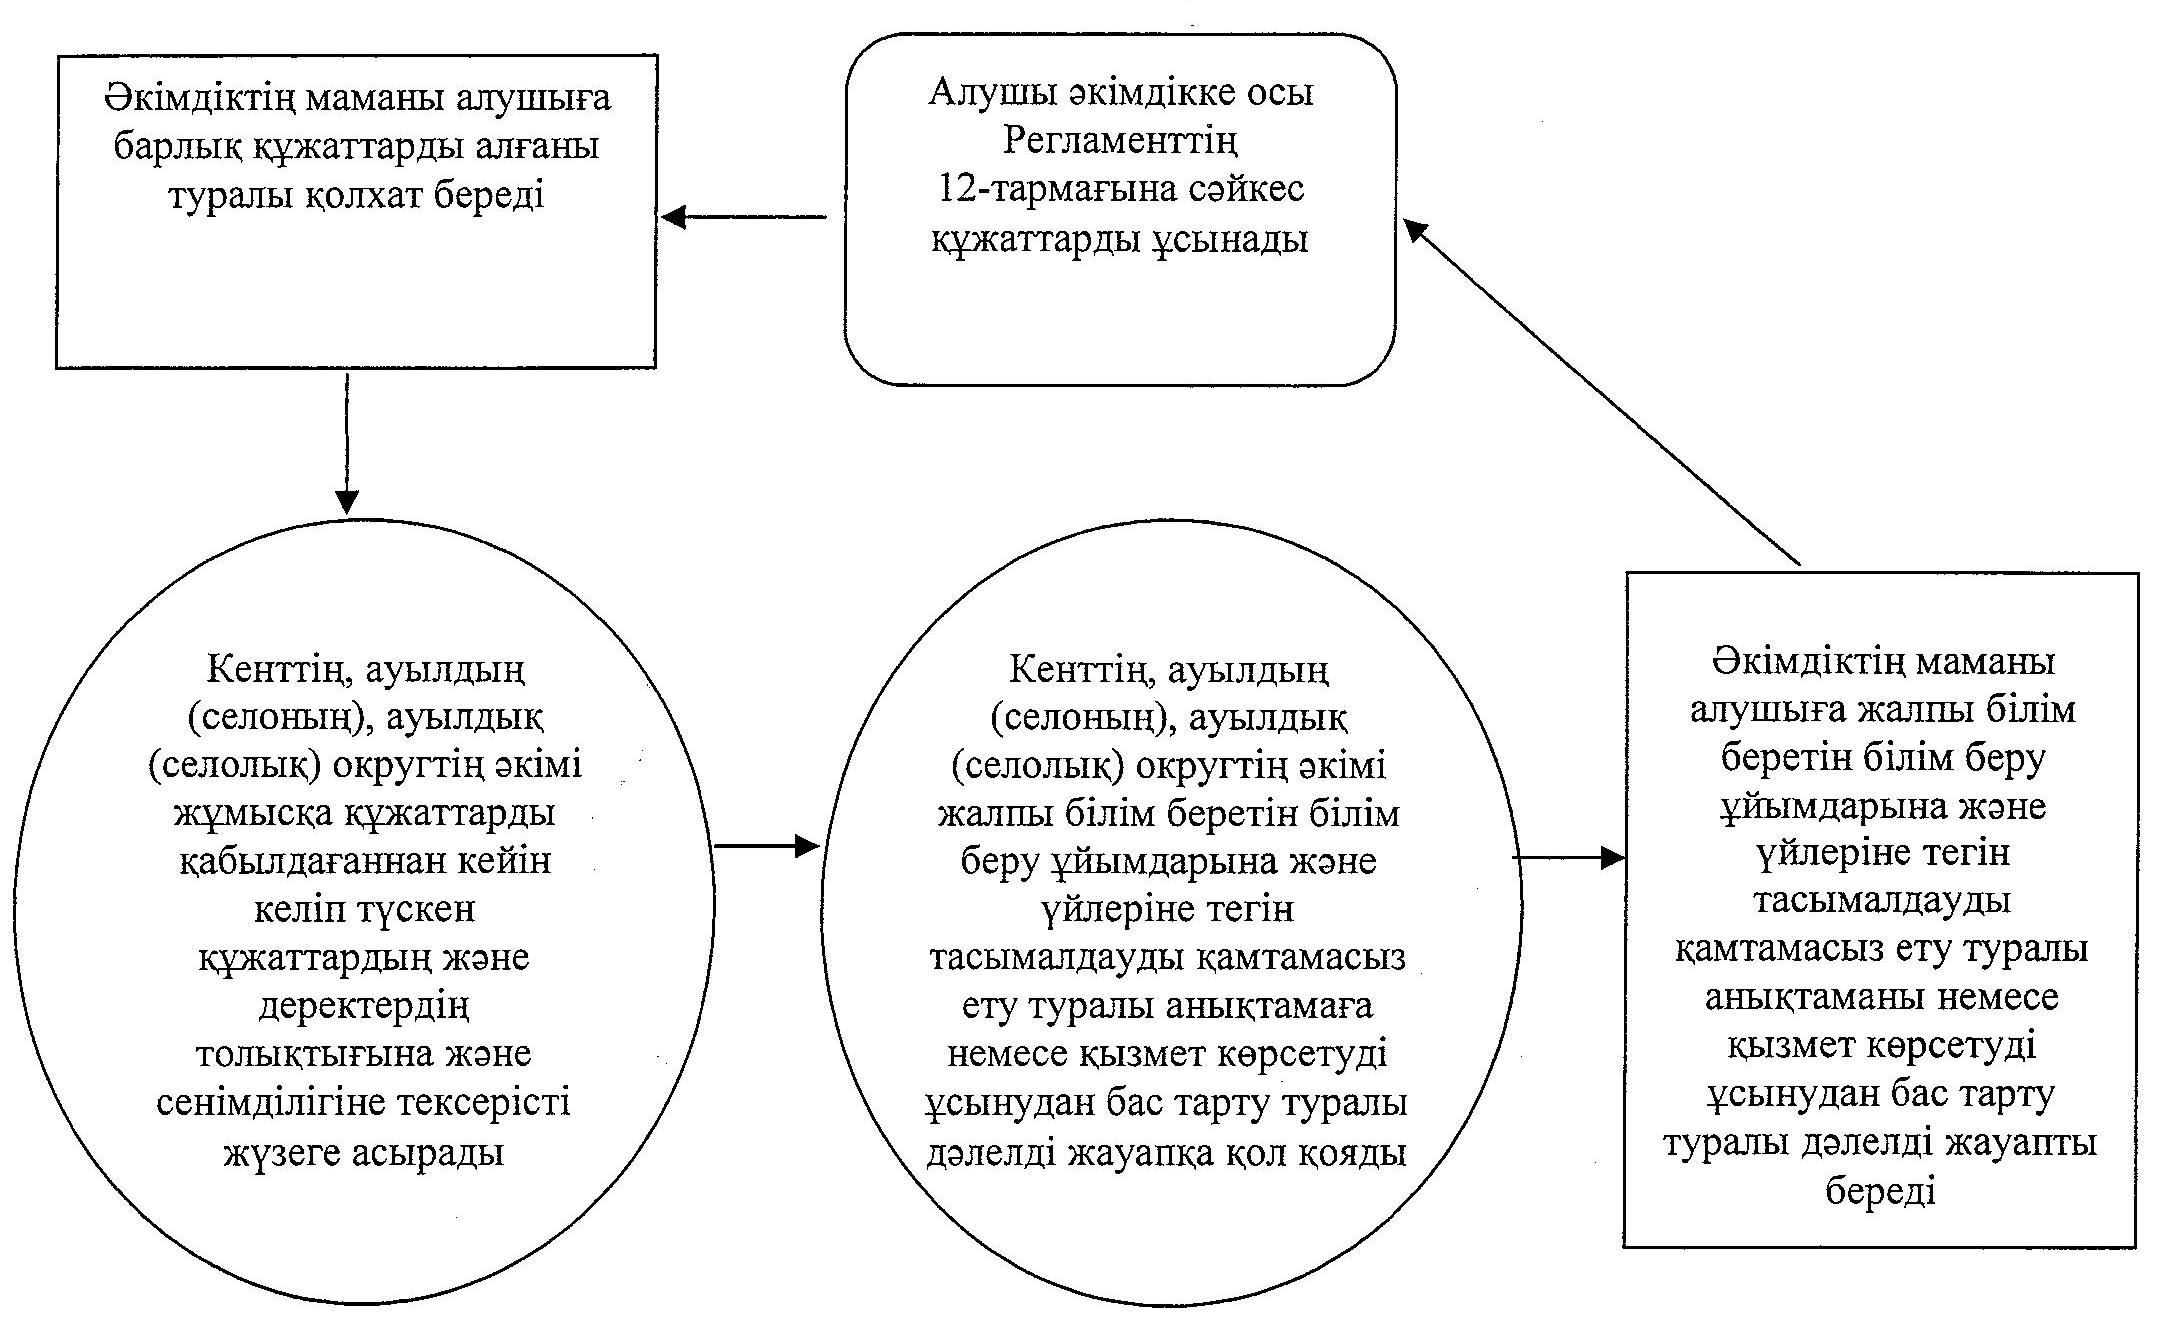 Әкімдіктің маманы алушыға
барлық құжаттарды алғаны
туралы қолхат береді
Алушы әкімдікке осы
Регламенттің
12-тармағына сәйкес
құжаттарды ұсынады
Кенттің, ауылдың
(селоның), ауылдық
(селолық) округтің әкімі
жұмысқа құжаттарды
қабылдағаннан кейін
келіп түскен
құжаттардың және
деректердің
толықтығына және
сенімділігіне тексерісті
жүзеге асырады
Кенттің, ауылдың
(селоның), ауылдық
(селолық) округтің әкімі
жалпы білім беретін білім
беру ұйымдарына және
үйлеріне тегін
тасымалдауды қамтамасыз
ету туралы анықтамаға
немесе қызмет көрсетуді
ұсынудан бас тарту туралы
дәлелді жауапқа қол қояды
Әкімдіктің маманы
алушыға жалпы білім
беретін білім беру
ұйымдарына және
үйлеріне тегін
тасымалдауды
қамтамасыз ету туралы
анықтаманы немесе
қызмет көрсетуді
ұсынудан бас тарту
туралы дәлелді жауапты
береді